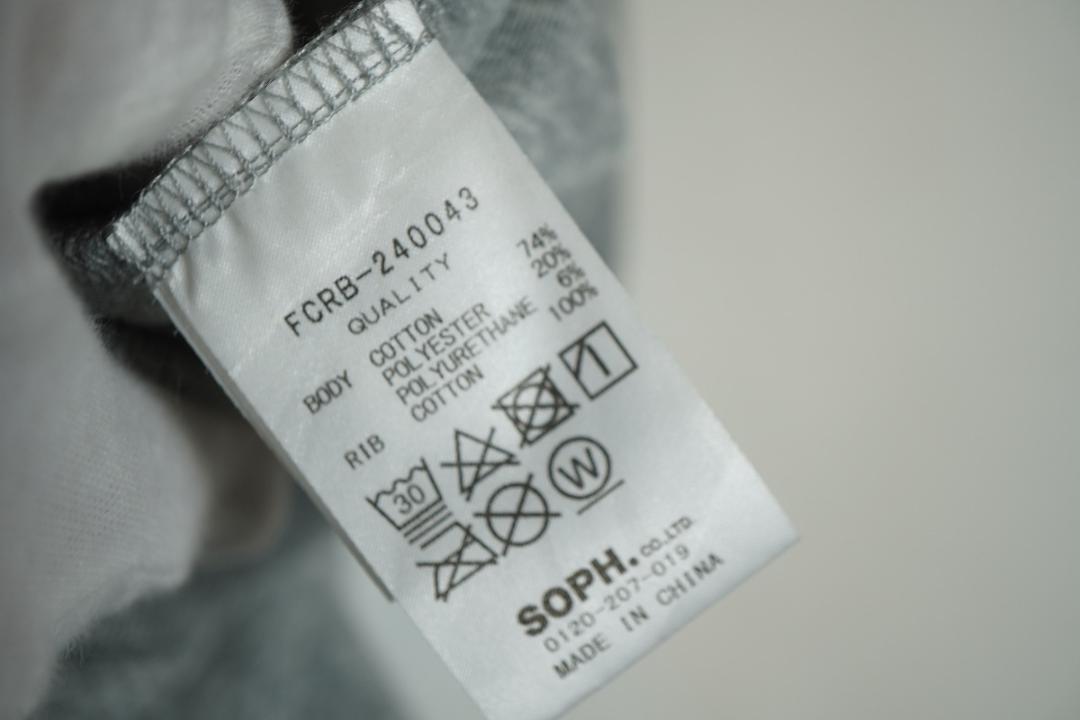 FCRB-240043
QUALITY
BODY COTTON 74%
POLYESTER 20%
POLYURETHANE 6%
RIB COTTON 100%
30
W
SOPH. CO.,LTD.
0120-207-019
MADE IN CHINA